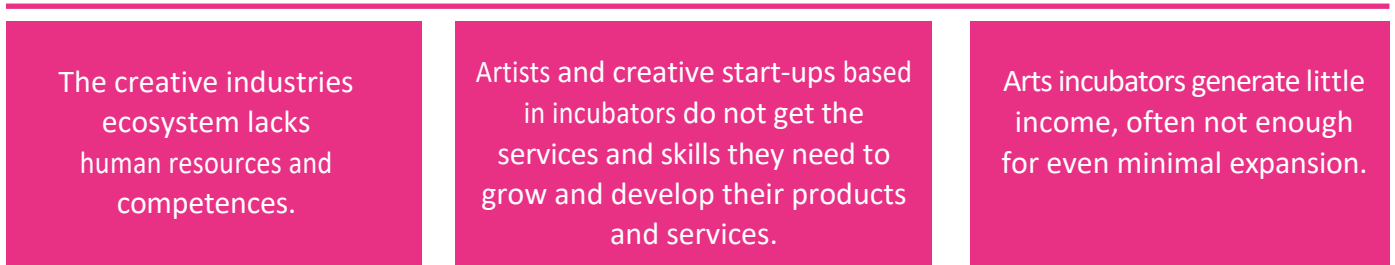 The creative industries
ecosystem lacks
human resources and
competences.
Artists and creative start-ups based
in incubators do not get the
services and skills they need to
grow and develop their products
and services.
Arts incubators generate little
income, often not enough
for even minimal expansion.